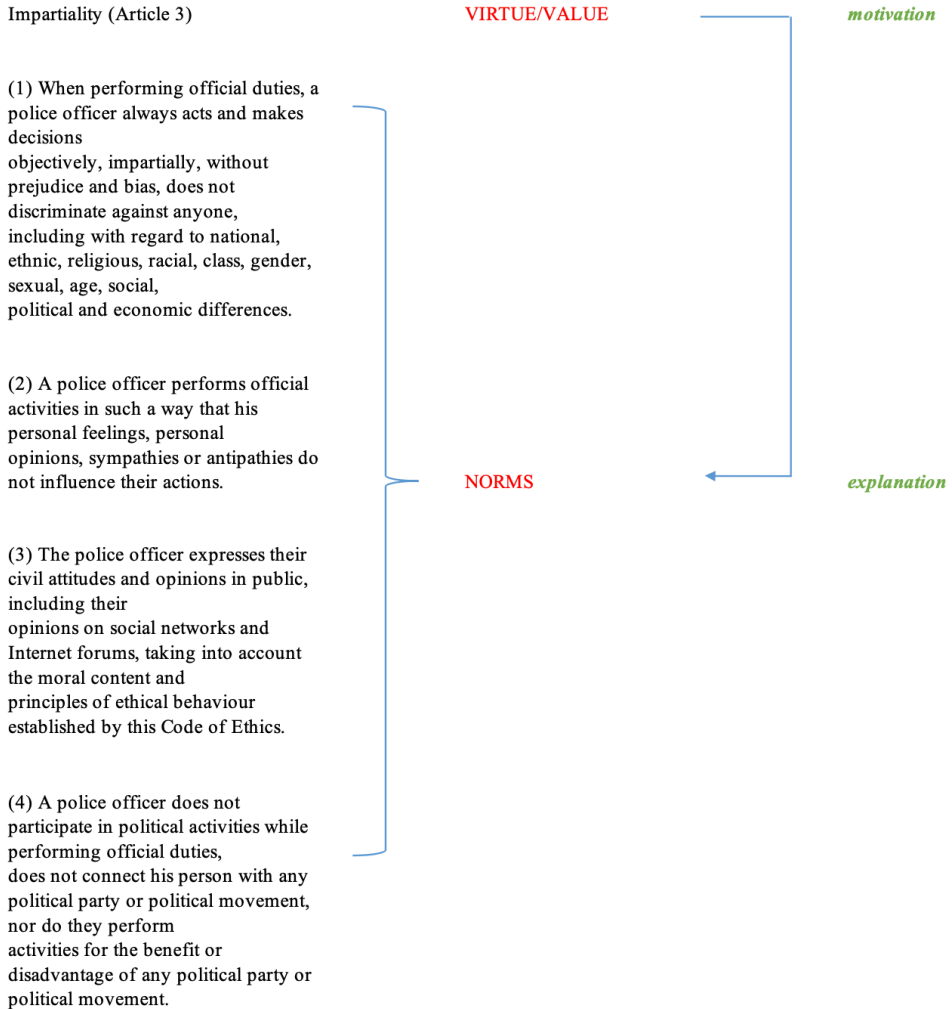 Impartiality (Article 3)
VIRTUE/VALUE
motivation
(1) When performing official duties, a
police officer always acts and makes
decisions
objectively, impartially, without
prejudice and bias, does not
discriminate against anyone,
including with regard to national,
ethnic, religious, racial, class, gender,
sexual, age, social,
political and economic differences.
(2) A police officer performs official
activities in such a way that his
personal feelings, personal
opinions, sympathies or antipathies do
not influence their actions.
NORMS
explanation
(3) The police officer expresses their
civil attitudes and opinions in public,
including their
opinions on social networks and
Internet forums, taking into account
the moral content and
principles of ethical behaviour
established by this Code of Ethics.
(4) A police officer does not
participate in political activities while
performing official duties,
does not connect his person with any
political party or political movement,
nor do they perform
activities for the benefit or
disadvantage of any political party or
political movement.